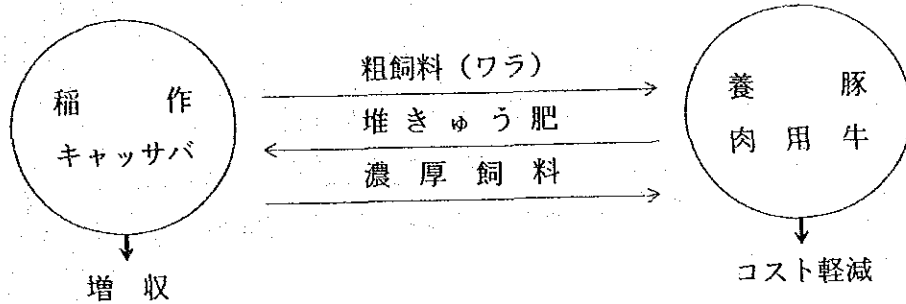 稲作
キャッサバ
粗飼料（ワラ）
堆きゅう肥
濃厚飼料
養豚
肉用牛
増収
コスト軽減